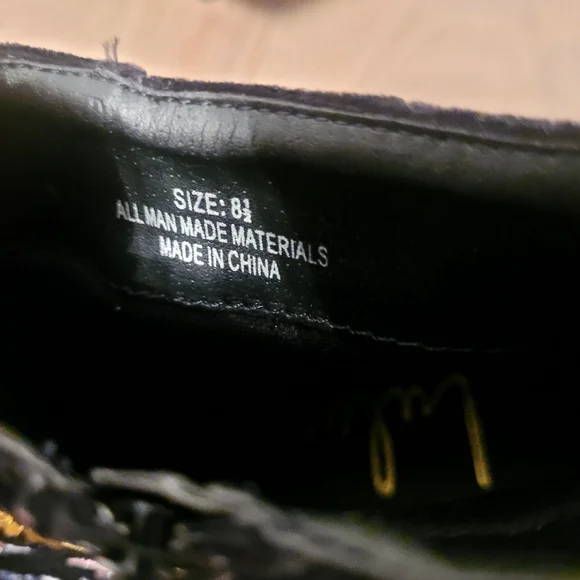 SIZE: 8½
ALL MAN MADE MATERIALS
MADE IN CHINA